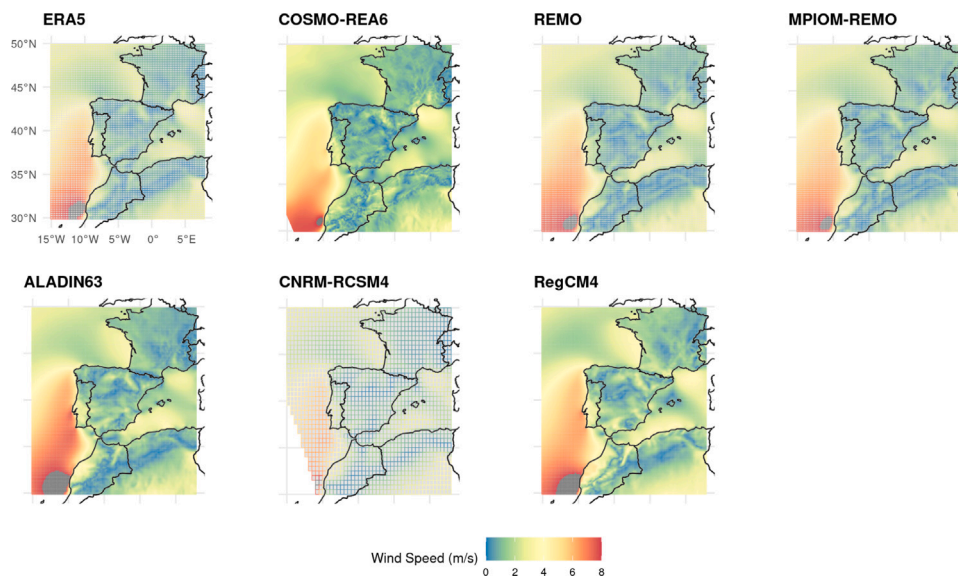 ERA5
COSMO-REA6
REMO
MPIOM-REMO
50°N
45°N
40°N
35°N
30°N
15°W 10°W 5°W 0° 5°E
ALADIN63
CNRM-RCSM4
RegCM4
Wind Speed (m/s)
0 2 4 6 8